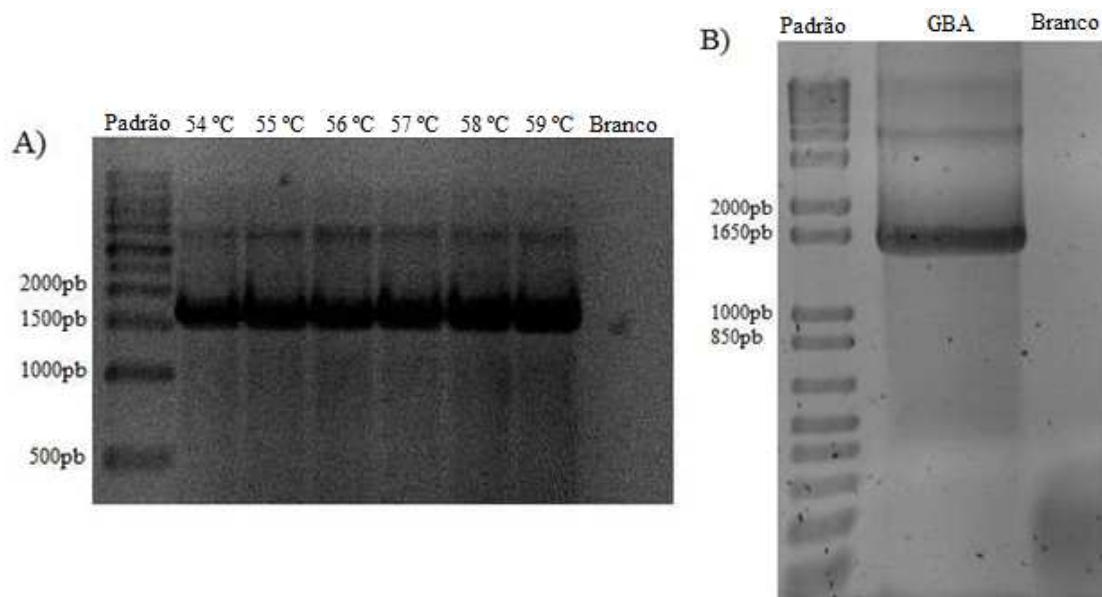 A)
Padrão 54 ºC 55 ºC 56 ºC 57 ºC 58 ºC 59 ºC Branco
2000pb
1500pb
1000pb
500pb
B)
Padrão GBA Branco
2000pb
1650pb
1000pb
850pb